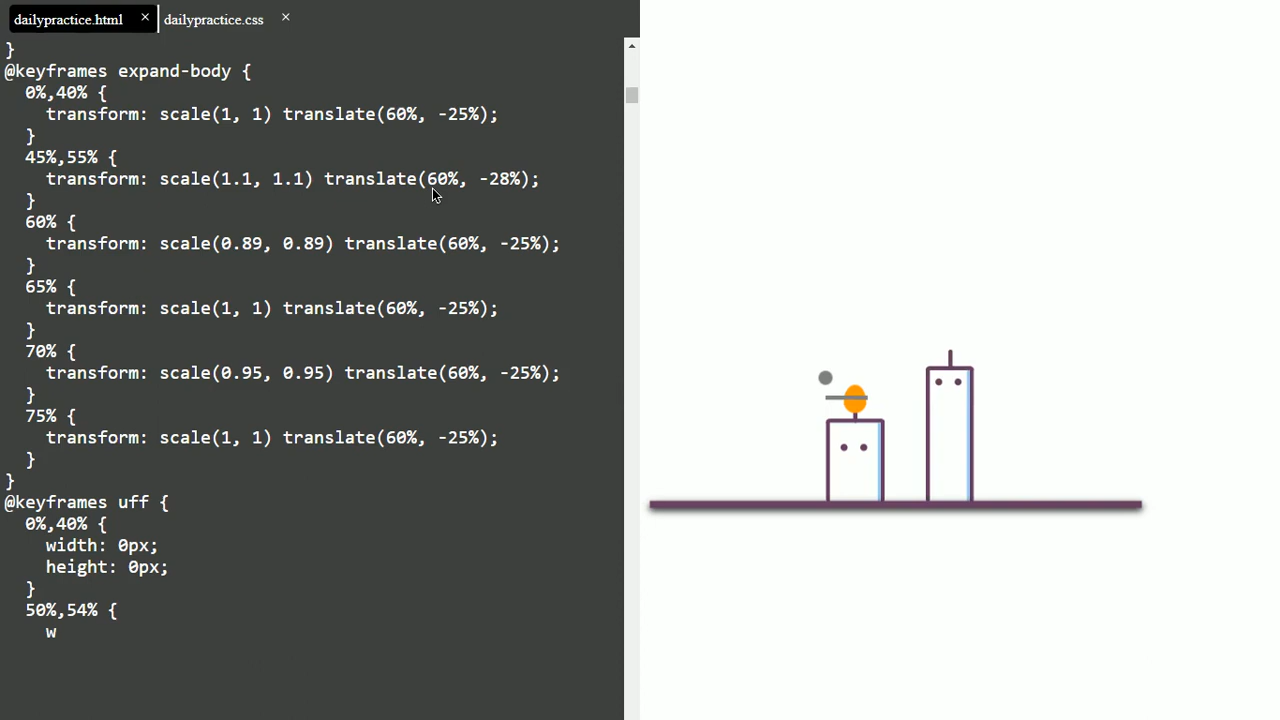 dailypractice.html × dailypractice.css ×
}
@keyframes expand-body {
  0%,40% {
    transform: scale(1, 1) translate(60%, -25%);
  }
  45%,55% {
    transform: scale(1.1, 1.1) translate(60%, -28%);
  }
  60% {
    transform: scale(0.89, 0.89) translate(60%, -25%);
  }
  65% {
    transform: scale(1, 1) translate(60%, -25%);
  }
  70% {
    transform: scale(0.95, 0.95) translate(60%, -25%);
  }
  75% {
    transform: scale(1, 1) translate(60%, -25%);
  }
}
@keyframes uff {
  0%,40% {
    width: 0px;
    height: 0px;
  }
  50%,54% {
    w